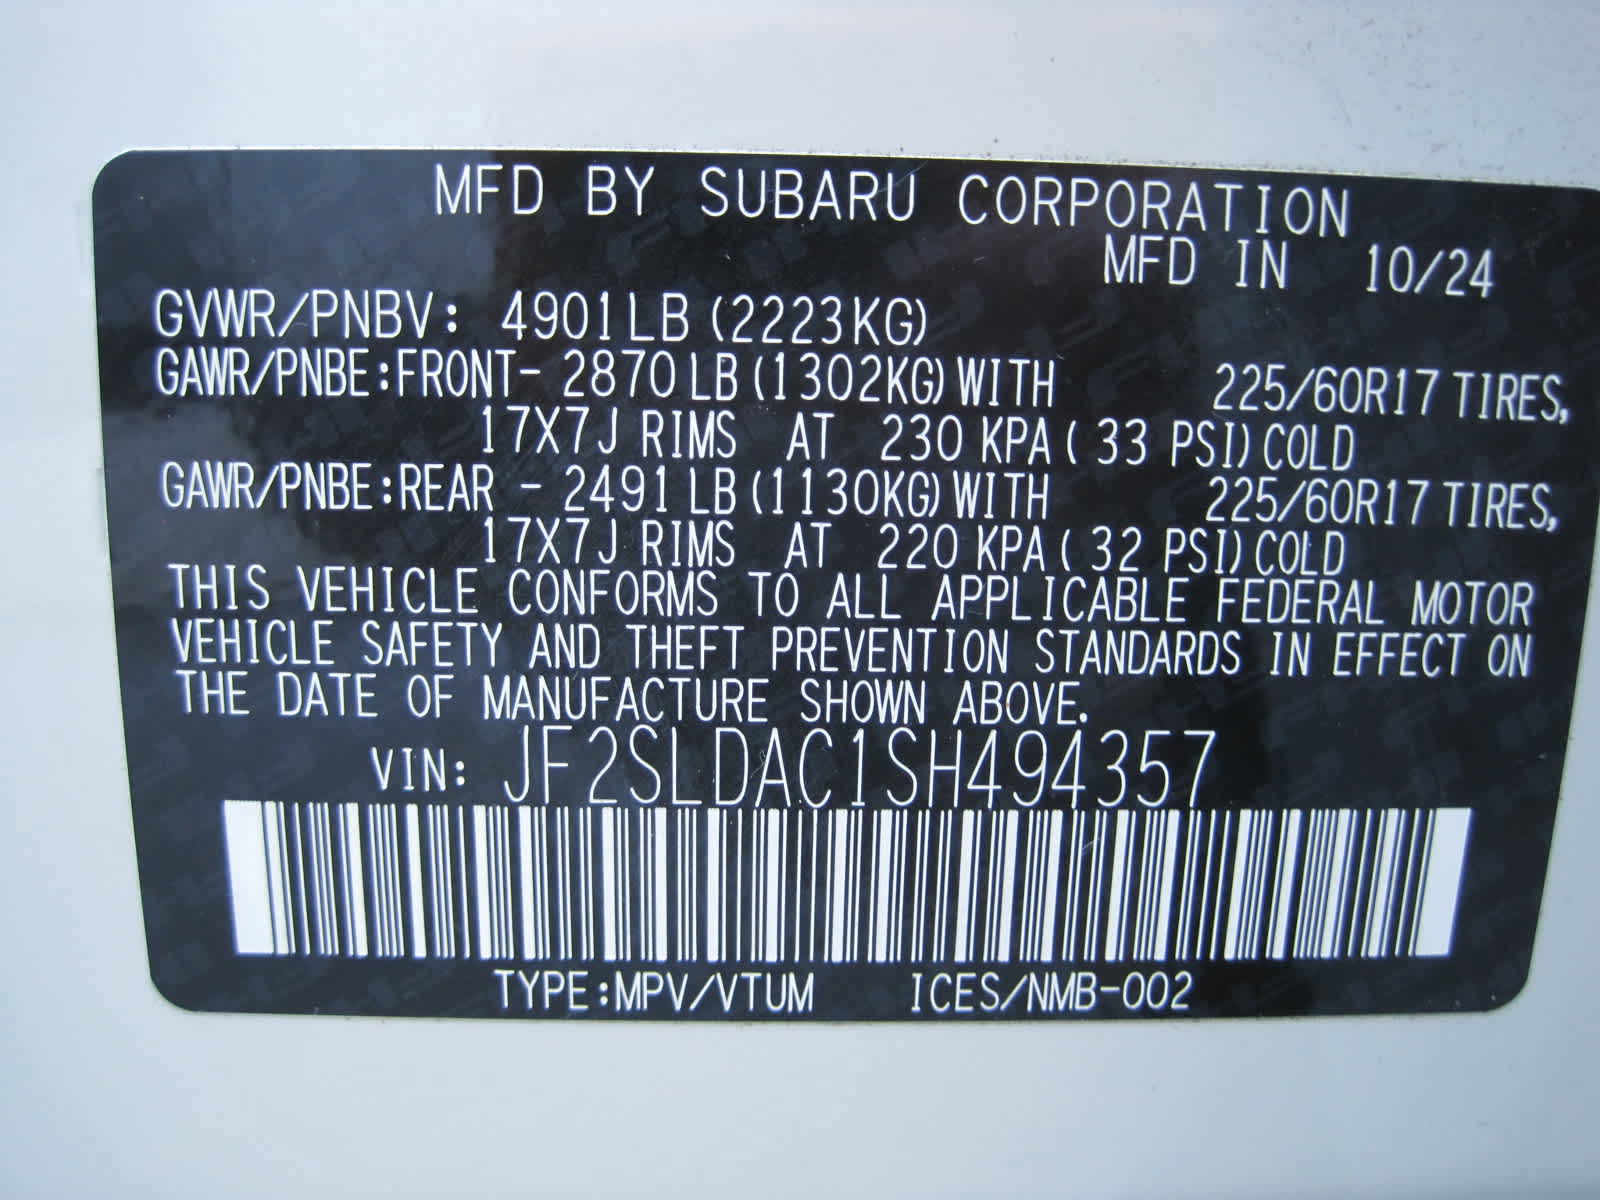 MFD BY SUBARU CORPORATION
MFD IN 10/24
GVWR/PNBV: 4901LB (2223KG)
GAWR/PNBE:FRONT- 2870LB (1302KG) WITH 225/60R17 TIRES,
17X7J RIMS AT 230 KPA ( 33 PSI) COLD
GAWR/PNBE:REAR - 2491LB (1130KG) WITH 225/60R17 TIRES,
17X7J RIMS AT 220 KPA ( 32 PSI) COLD
THIS VEHICLE CONFORMS TO ALL APPLICABLE FEDERAL MOTOR
VEHICLE SAFETY AND THEFT PREVENTION STANDARDS IN EFFECT ON
THE DATE OF MANUFACTURE SHOWN ABOVE.
VIN: JF2SLDAC1SH494357
TYPE:MPV/VTUM ICES/NMB-002